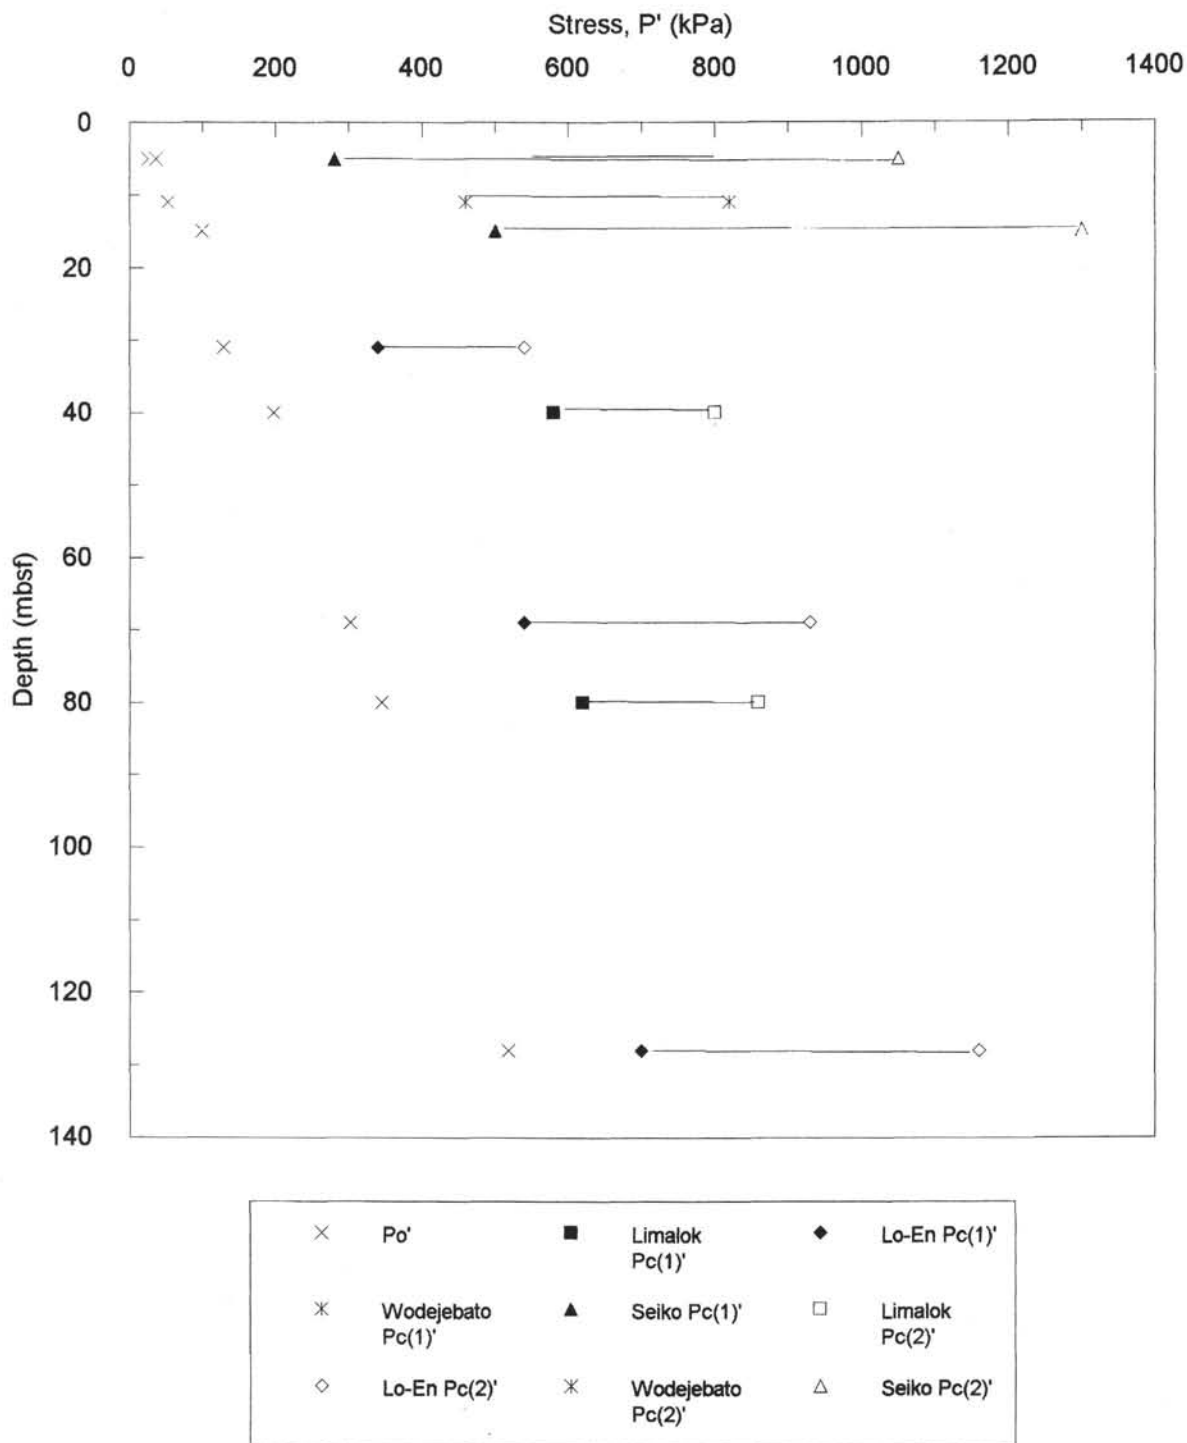 Stress, P' (kPa)
0 200 400 600 800 1000 1200 1400
0
20
40
60
80
100
120
140
Depth (mbsf)
Po'
Limalok
Pc(1)'
Lo-En Pc(1)'
Wodejebato
Pc(1)'
Seiko Pc(1)'
Limalok
Pc(2)'
Lo-En Pc(2)'
Wodejebato
Pc(2)'
Seiko Pc(2)'